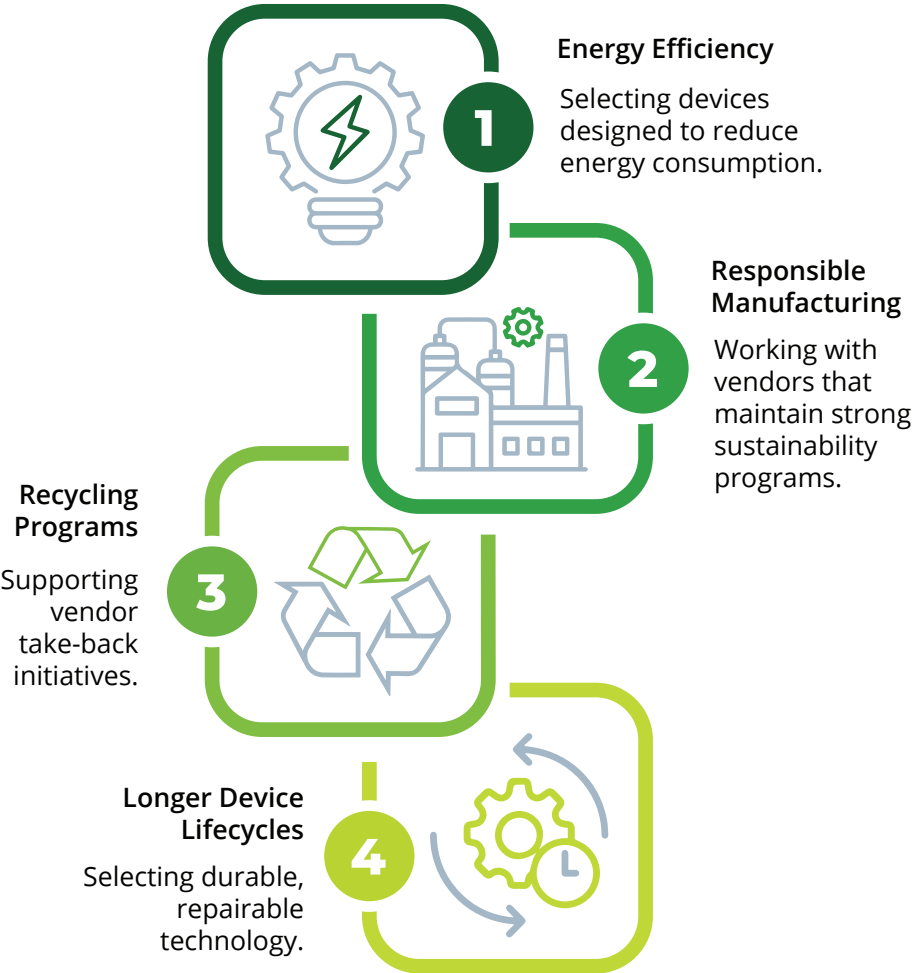 Energy Efficiency
1
Selecting devices
designed to reduce
energy consumption.
Responsible
Manufacturing
2
Working with
vendors that
maintain strong
sustainability
programs.
Recycling
Programs
3
Supporting
vendor
take-back
initiatives.
Longer Device
Lifecycles
4
Selecting durable,
repairable
technology.